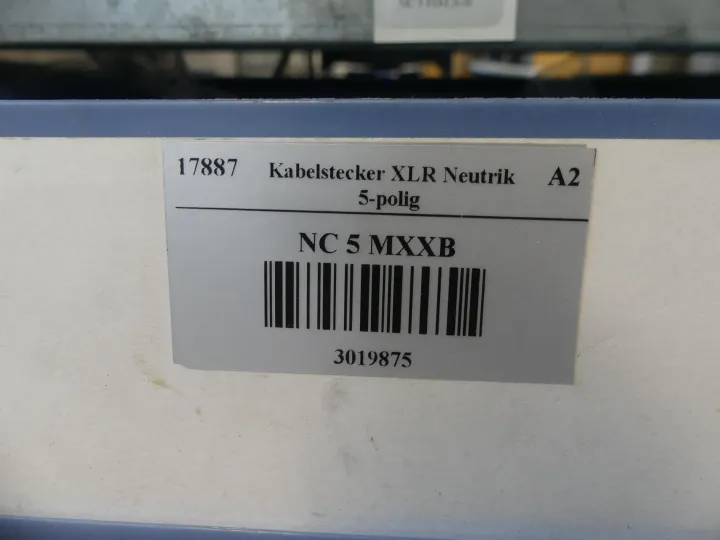 17887 Kabelstecker XLR Neutrik A2
5-polig
NC 5 MXXB
3019875